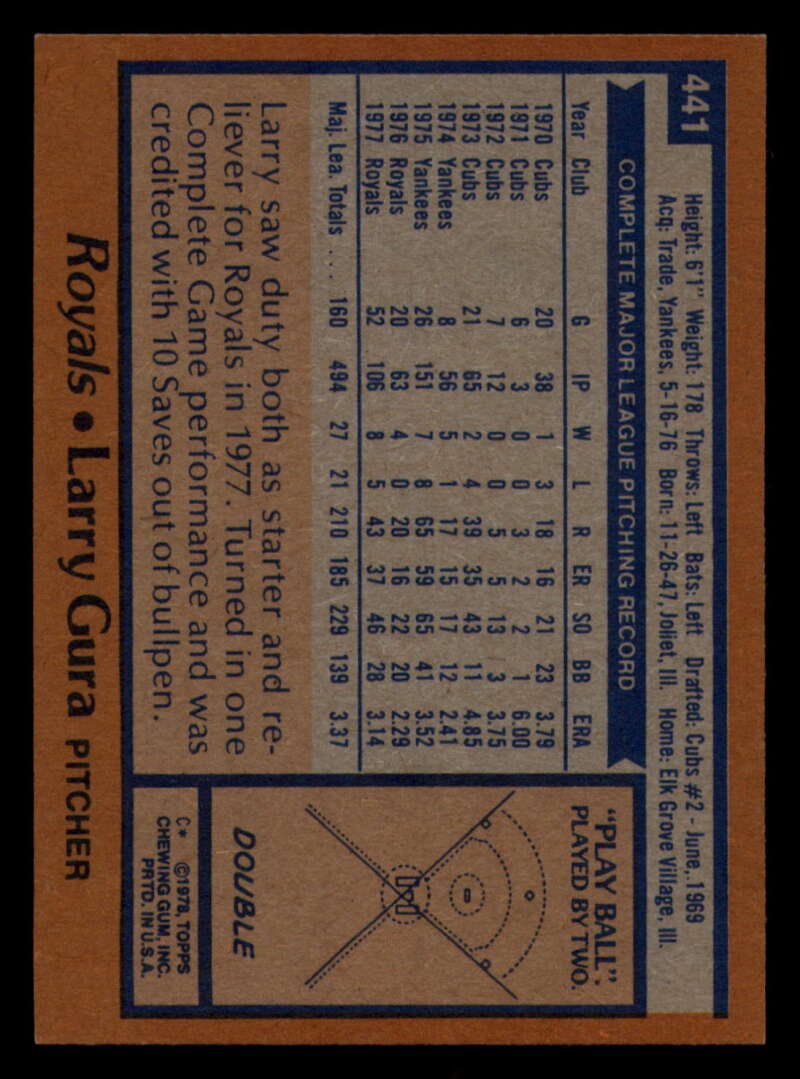 441
Height: 6'1" Weight: 178 Throws: Left Bats: Left Drafted: Cubs #2 - June, 1969
Acq: Trade, Yankees, 5-16-76 Born: 11-26-47, Joliet, Ill. Home: Elk Grove Village, Ill.
COMPLETE MAJOR LEAGUE PITCHING RECORD
Year Club G IP W L R ER SO BB ERA
1970 Cubs 20 38 1 3 18 16 21 23 3.79
1971 Cubs 6 3 0 0 3 2 2 1 6.00
1972 Cubs 7 12 0 0 5 5 13 3 3.75
1973 Cubs 21 65 2 4 39 35 43 11 4.85
1974 Yankees 8 56 5 1 17 15 17 12 2.41
1975 Yankees 26 151 7 8 65 59 65 41 3.52
1976 Royals 20 63 4 0 20 16 22 20 2.29
1977 Royals 52 106 8 5 43 37 46 28 3.14
Maj. Lea. Totals . . . 160 494 27 21 210 185 229 139 3.37
Larry saw duty both as starter and re-
liever for Royals in 1977. Turned in one
Complete Game performance and was
credited with 10 Saves out of bullpen.
"PLAY BALL":
PLAYED BY TWO.
DOUBLE
C* ©1978, TOPPS
CHEWING GUM, INC.
PRTD. IN U.S.A.
Royals • Larry Gura PITCHER